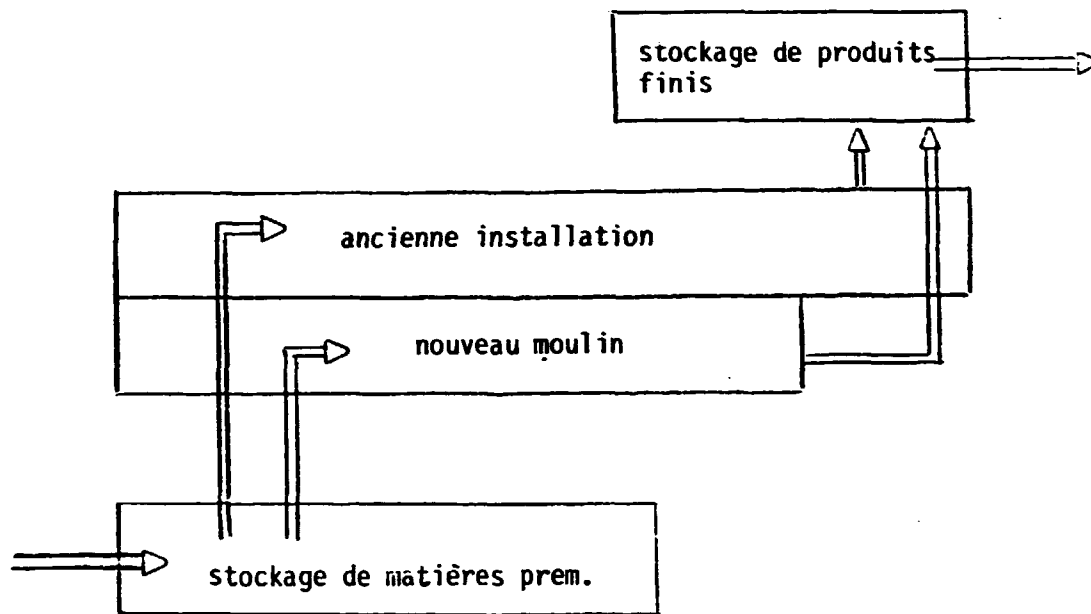 stockage de produits
finis
ancienne installation
nouveau moulin
stockage de matières prem.